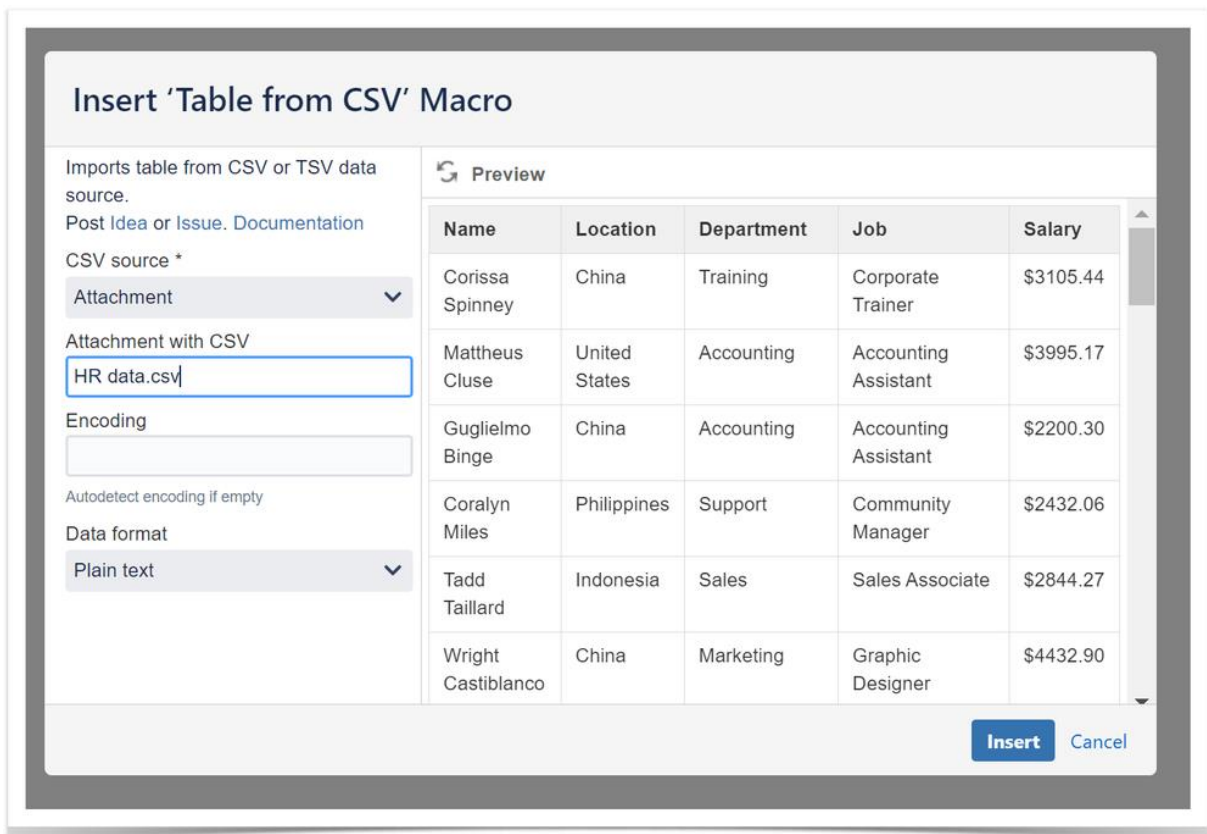 Insert ‘Table from CSV’ Macro
Imports table from CSV or TSV data
source.
Post Idea or Issue. Documentation
CSV source *
Attachment
Attachment with CSV
HR data.csv
Encoding
Autodetect encoding if empty
Data format
Plain text
Preview
Name Location Department Job Salary
Corissa China Training Corporate $3105.44
Spinney Trainer
Mattheus United Accounting Accounting $3995.17
Cluse States Assistant
Guglielmo China Accounting Accounting $2200.30
Binge Assistant
Coralyn Philippines Support Community $2432.06
Miles Manager
Tadd Indonesia Sales Sales Associate $2844.27
Taillard
Wright China Marketing Graphic $4432.90
Castiblanco Designer
Insert Cancel